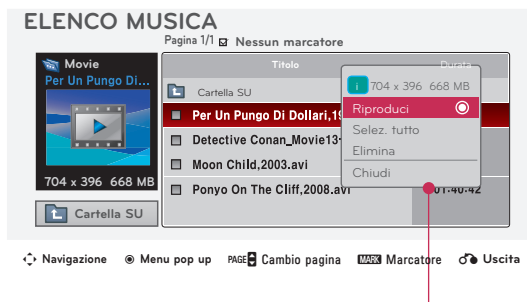 ELENCO MUSICA
Pagina 1/1 Nessun marcatore
Movie
Per Un Pungo Di...
704 x 396 668 MB
Cartella SU
Titolo Durata
Cartella SU
Per Un Pungo Di Dollari,19
Detective Conan_Movie13-
Moon Child,2003.avi
Ponyo On The Cliff,2008.avi 01:40:42
i 704 x 396 668 MB
Riproduci
Selez. tutto
Elimina
Chiudi
Navigazione Menu pop up PAGE Cambio pagina MARK Marcatore Uscita